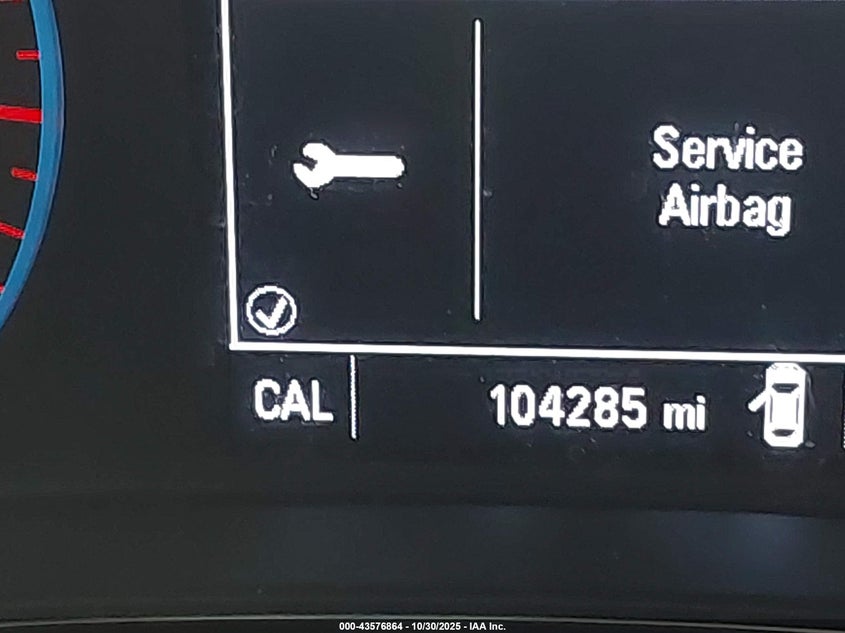 Service
Airbag
CAL
104285 mi
000-43576864 - 10/30/2025 - IAA Inc.